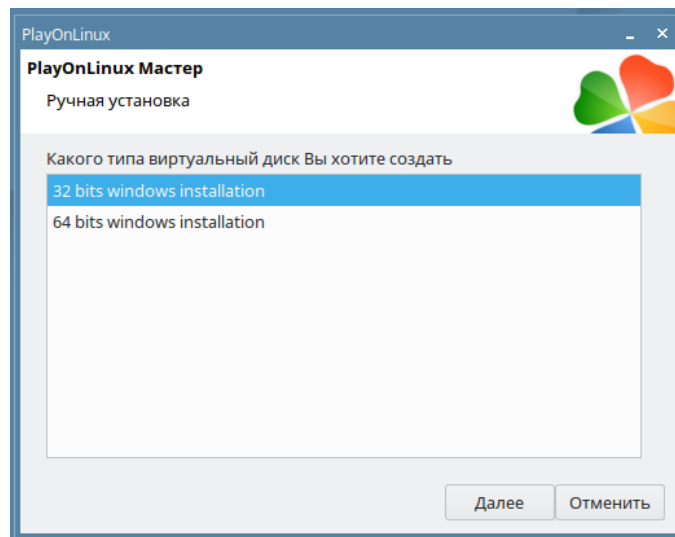 PlayOnLinux
PlayOnLinux Мастер
Ручная установка
Какого типа виртуальный диск Вы хотите создать
32 bits windows installation
64 bits windows installation
Далее
Отменить